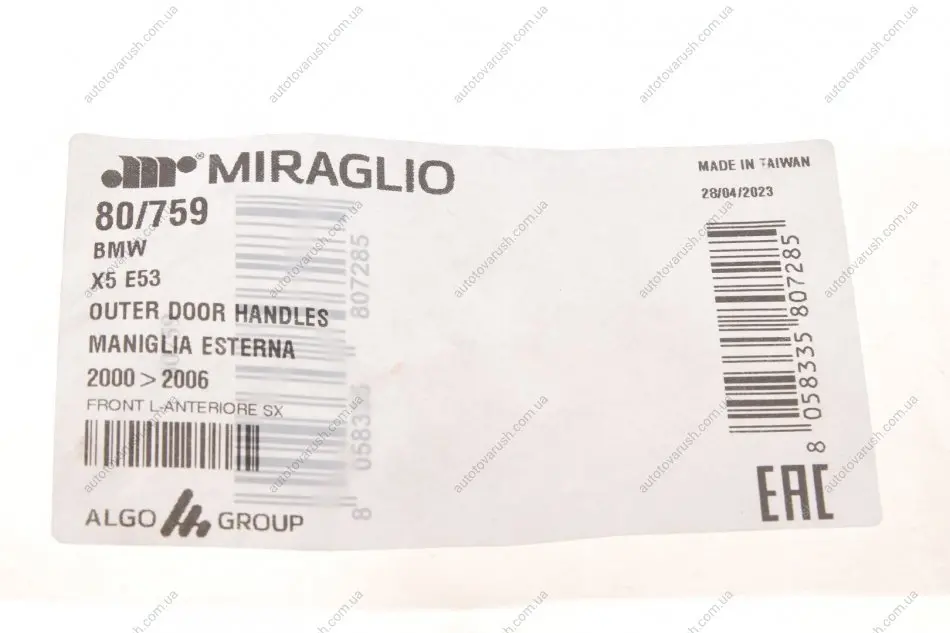 MIRAGLIO
80/759
BMW
X5 E53
OUTER DOOR HANDLES
MANIGLIA ESTERNA
2000 > 2006
FRONT L-ANTERIORE SX
ALGO GROUP
MADE IN TAIWAN
28/04/2023
8 058335 807285
EAC
autotovarush.com.ua